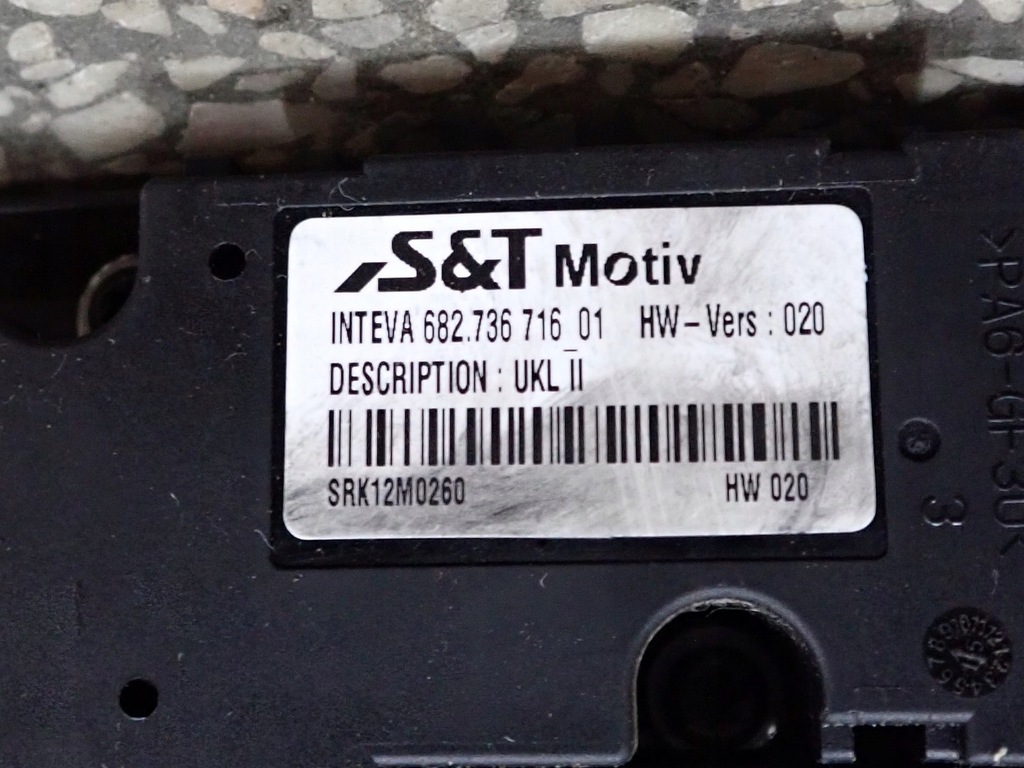 S&T Motiv
INTEVA 682.736 716_01 HW-Vers : 020
DESCRIPTION : UKL II
SRK12M0260 HW 020
>PA6-GF30<
3